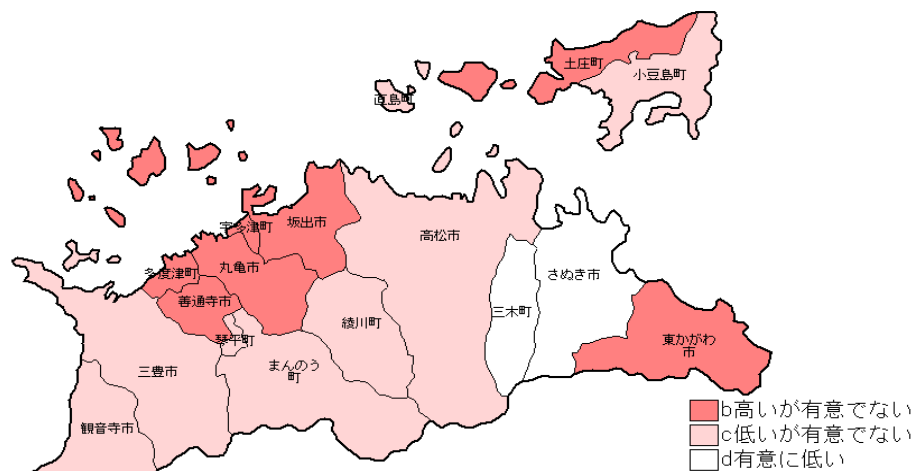 土庄町
小豆島町
直島町
宇多津町
坂出市
高松市
多度津町
丸亀市
さぬき市
善通寺市
三木町
綾川町
琴平町
東かがわ
市
まんのう
町
三豊市
観音寺市
b高いが有意でない
c低いが有意でない
d有意に低い